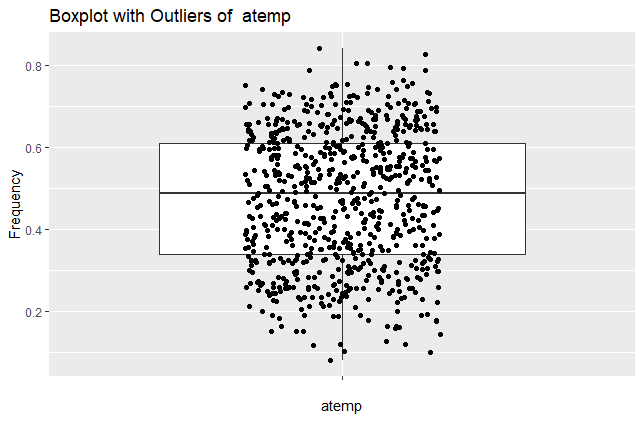 Boxplot with Outliers of  atemp
0.8
0.6
0.4
0.2
Frequency
atemp